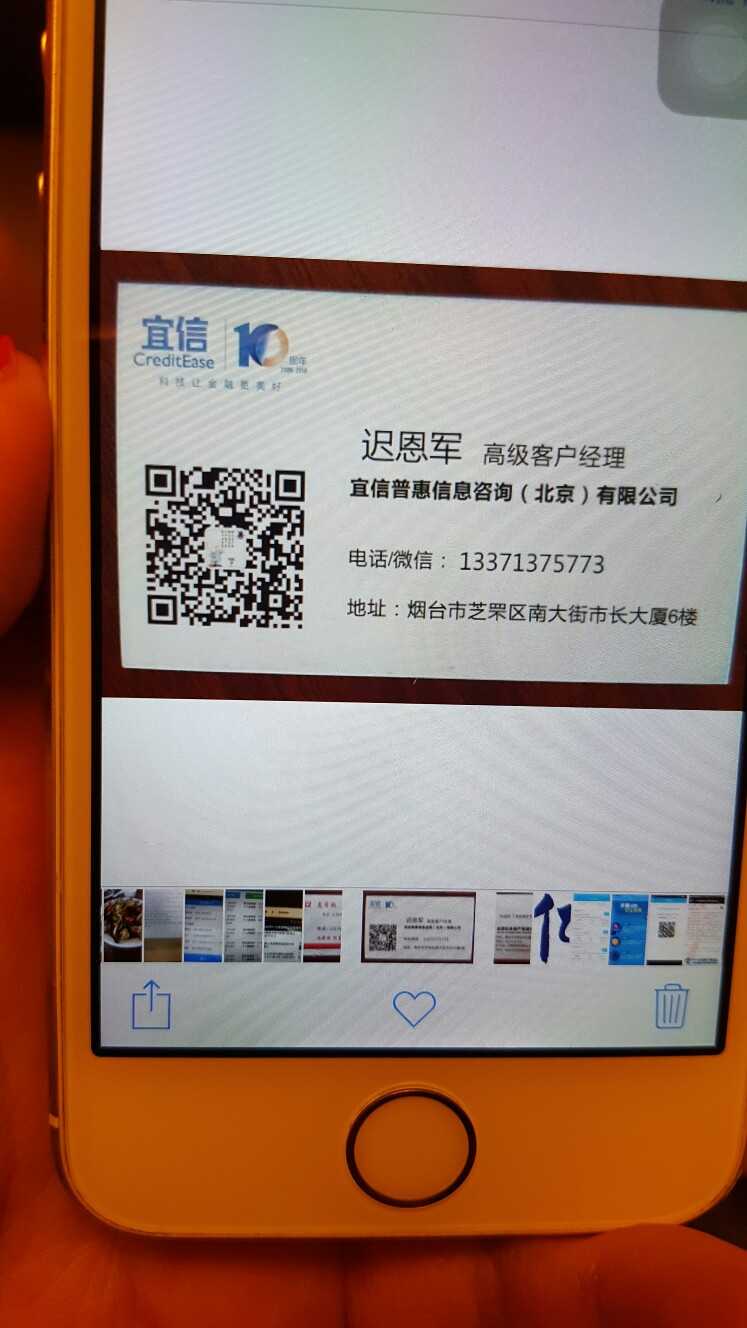 宜信
CreditEase
10
周年
2006-2016
科技让金融更美好
迟恩军 高级客户经理
宜信普惠信息咨询（北京）有限公司
电话/微信： 13371375773
地址：烟台市芝罘区南大街市长大厦6楼
亿